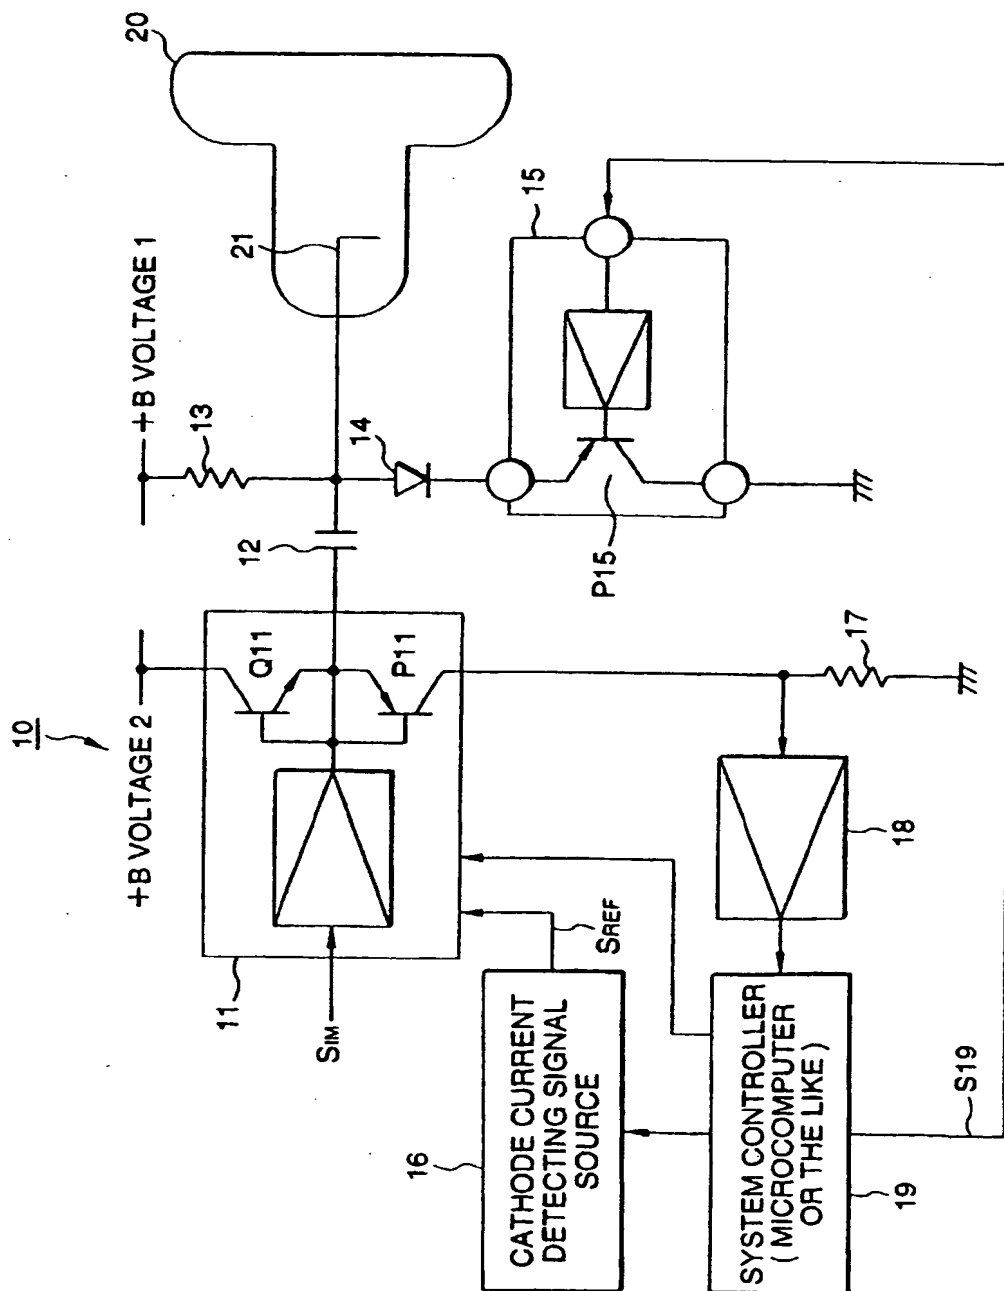 10
+B VOLTAGE 2
+B VOLTAGE 1
20
21
13
14
15
12
Q11
P11
P15
11
SIM
SREF
16
CATHODE CURRENT
DETECTING SIGNAL
SOURCE
17
18
SYSTEM CONTROLLER
( MICROCOMPUTER
OR THE LIKE )
19
S19